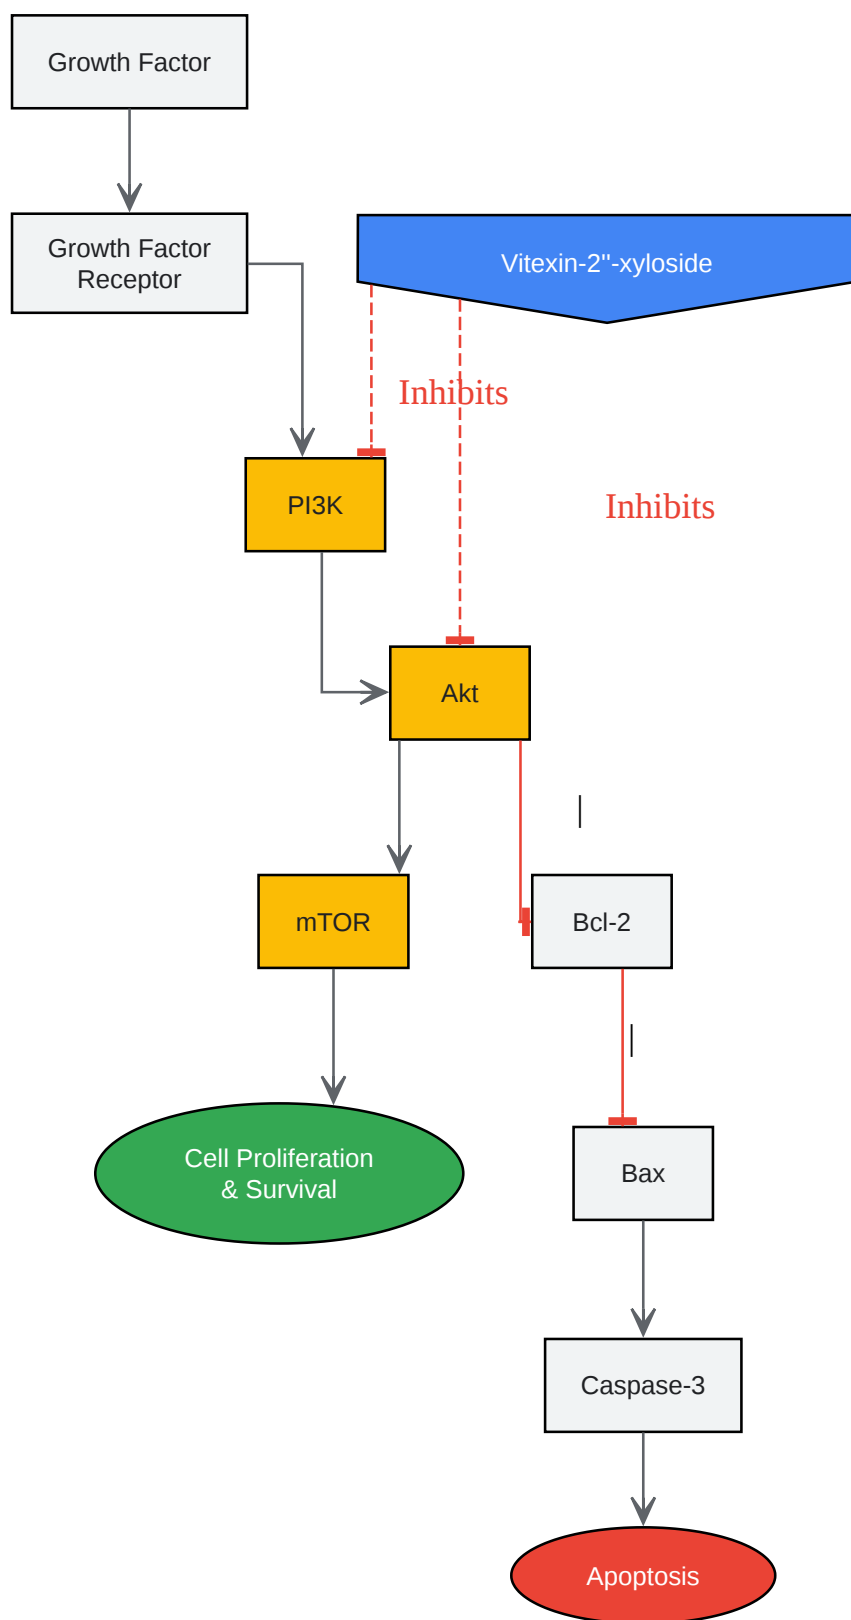 Growth Factor
Growth Factor
Receptor
Vitexin-2''-xyloside
Inhibits
PI3K
Inhibits
Akt
|
mTOR
Bcl-2
|
Cell Proliferation
& Survival
Bax
Caspase-3
Apoptosis